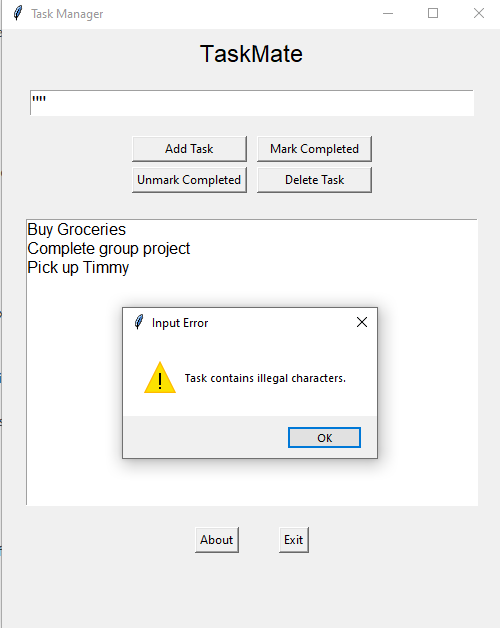 Task Manager
TaskMate
""
Add Task
Mark Completed
Unmark Completed
Delete Task
Buy Groceries
Complete group project
Pick up Timmy
Input Error
Task contains illegal characters.
OK
About
Exit